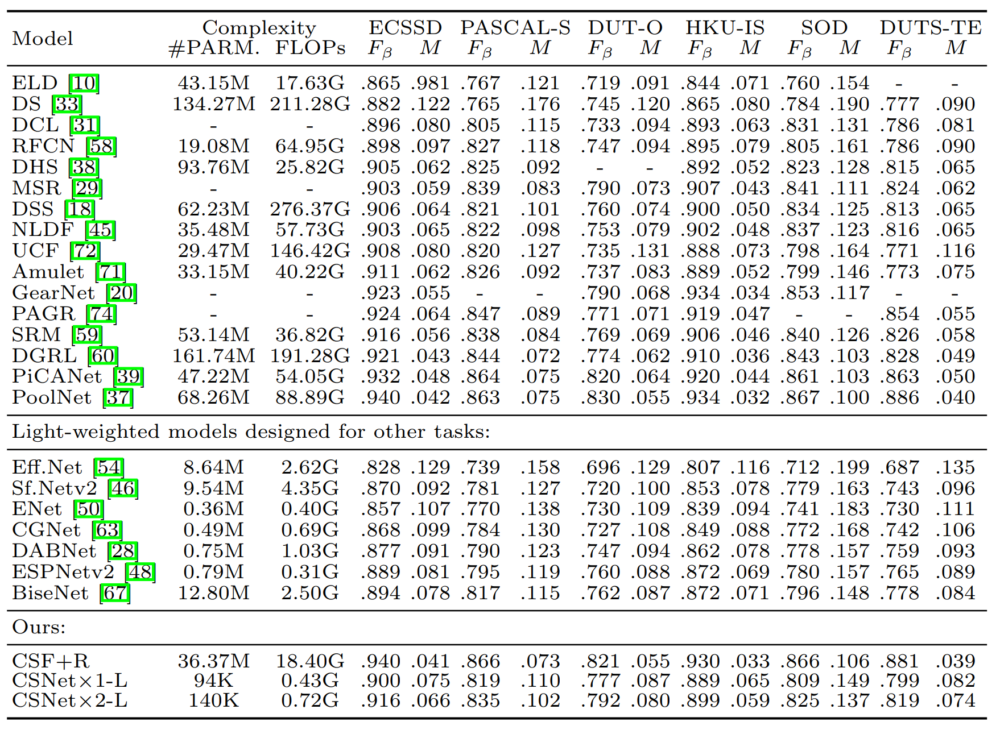 Model Complexity ECSSD PASCAL-S DUT-O HKU-IS SOD DUTS-TE
#PARM. FLOPs Fβ M Fβ M Fβ M Fβ M Fβ M Fβ M
ELD [10] 43.15M 17.63G .865 .981 .767 .121 .719 .091 .844 .071 .760 .154 - -
DS [33] 134.27M 211.28G .882 .122 .765 .176 .745 .120 .865 .080 .784 .190 .777 .090
DCL [31] - - .896 .080 .805 .115 .733 .094 .893 .063 .831 .131 .786 .081
RFCN [58] 19.08M 64.95G .898 .097 .827 .118 .747 .094 .895 .079 .805 .161 .786 .090
DHS [38] 93.76M 25.82G .905 .062 .825 .092 - - .892 .052 .823 .128 .815 .065
MSR [29] - - .903 .059 .839 .083 .790 .073 .907 .043 .841 .111 .824 .062
DSS [18] 62.23M 276.37G .906 .064 .821 .101 .760 .074 .900 .050 .834 .125 .813 .065
NLDF [45] 35.48M 57.73G .903 .065 .822 .098 .753 .079 .902 .048 .837 .123 .816 .065
UCF [72] 29.47M 146.42G .908 .080 .820 .127 .735 .131 .888 .073 .798 .164 .771 .116
Amulet [71] 33.15M 40.22G .911 .062 .826 .092 .737 .083 .889 .052 .799 .146 .773 .075
GearNet [20] - - .923 .055 - - .790 .068 .934 .034 .853 .117 - -
PAGR [74] - - .924 .064 .847 .089 .771 .071 .919 .047 - - .854 .055
SRM [59] 53.14M 36.82G .916 .056 .838 .084 .769 .069 .906 .046 .840 .126 .826 .058
DGRL [60] 161.74M 191.28G .921 .043 .844 .072 .774 .062 .910 .036 .843 .103 .828 .049
PiCANet [39] 47.22M 54.05G .932 .048 .864 .075 .820 .064 .920 .044 .861 .103 .863 .050
PoolNet [37] 68.26M 88.89G .940 .042 .863 .075 .830 .055 .934 .032 .867 .100 .886 .040
Light-weighted models designed for other tasks:
Eff.Net [54] 8.64M 2.62G .828 .129 .739 .158 .696 .129 .807 .116 .712 .199 .687 .135
Sf.Netv2 [46] 9.54M 4.35G .870 .092 .781 .127 .720 .100 .853 .078 .779 .163 .743 .096
ENet [50] 0.36M 0.40G .857 .107 .770 .138 .730 .109 .839 .094 .741 .183 .730 .111
CGNet [63] 0.49M 0.69G .868 .099 .784 .130 .727 .108 .849 .088 .772 .168 .742 .106
DABNet [28] 0.75M 1.03G .877 .091 .790 .123 .747 .094 .862 .078 .778 .157 .759 .093
ESPNetv2 [48] 0.79M 0.31G .889 .081 .795 .119 .760 .088 .872 .069 .780 .157 .765 .089
BiseNet [67] 12.80M 2.50G .894 .078 .817 .115 .762 .087 .872 .071 .796 .148 .778 .084
Ours:
CSF+R 36.37M 18.40G .940 .041 .866 .073 .821 .055 .930 .033 .866 .106 .881 .039
CSNet×1-L 94K 0.43G .900 .075 .819 .110 .777 .087 .889 .065 .809 .149 .799 .082
CSNet×2-L 140K 0.72G .916 .066 .835 .102 .792 .080 .899 .059 .825 .137 .819 .074